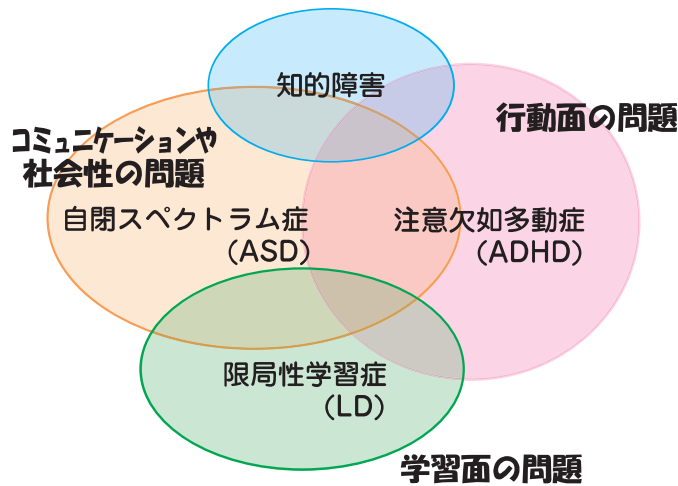 知的障害
行動面の問題
コミュニケーションや
社会性の問題
自閉スペクトラム症
（ASD）
注意欠如多動症
（ADHD）
限局性学習症
（LD）
学習面の問題